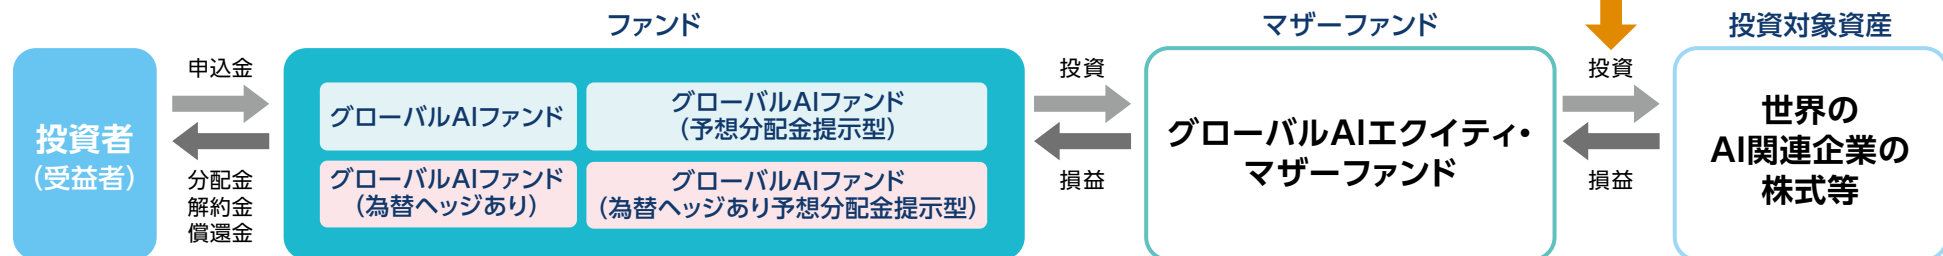 ファンド
マザーファンド
投資対象資産
投資者
(受益者)
申込金
分配金
解約金
償還金
グローバルAIファンド
グローバルAIファンド
(予想分配金提示型)
グローバルAIファンド
(為替ヘッジあり)
グローバルAIファンド
(為替ヘッジあり予想分配金提示型)
投資
損益
グローバルAIエクイティ・
マザーファンド
投資
損益
世界の
AI関連企業の
株式等